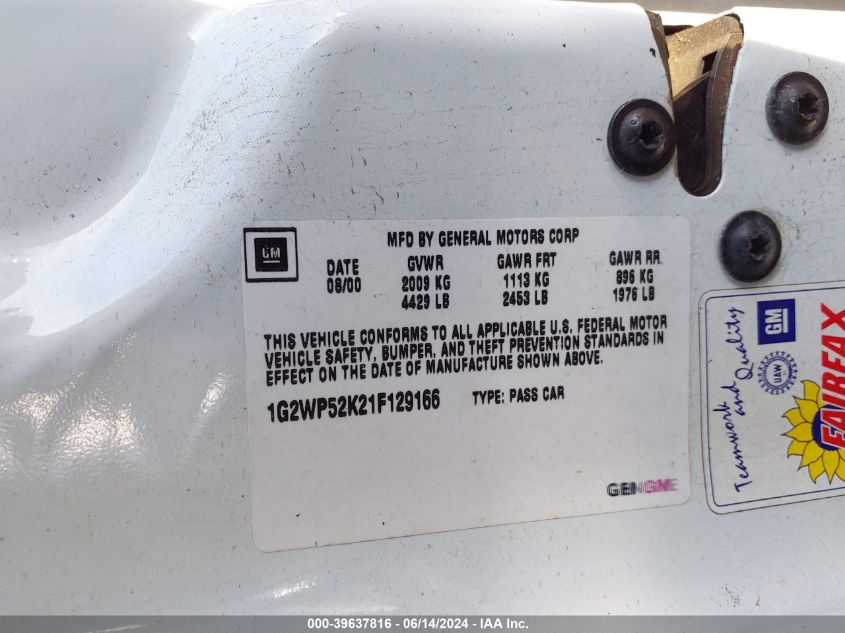 GM
MFD BY GENERAL MOTORS CORP
DATE GVWR GAWR FRT GAWR RR
08/00 2009 KG 1113 KG 896 KG
4429 LB 2453 LB 1976 LB
THIS VEHICLE CONFORMS TO ALL APPLICABLE U.S. FEDERAL MOTOR
VEHICLE SAFETY, BUMPER, AND THEFT PREVENTION STANDARDS IN
EFFECT ON THE DATE OF MANUFACTURE SHOWN ABOVE.
1G2WP52K21F129166 TYPE: PASS CAR
Teamwork
and Quality
GM
UAW
FAIRFAX
000-39637816 - 06/14/2024 - IAA Inc.